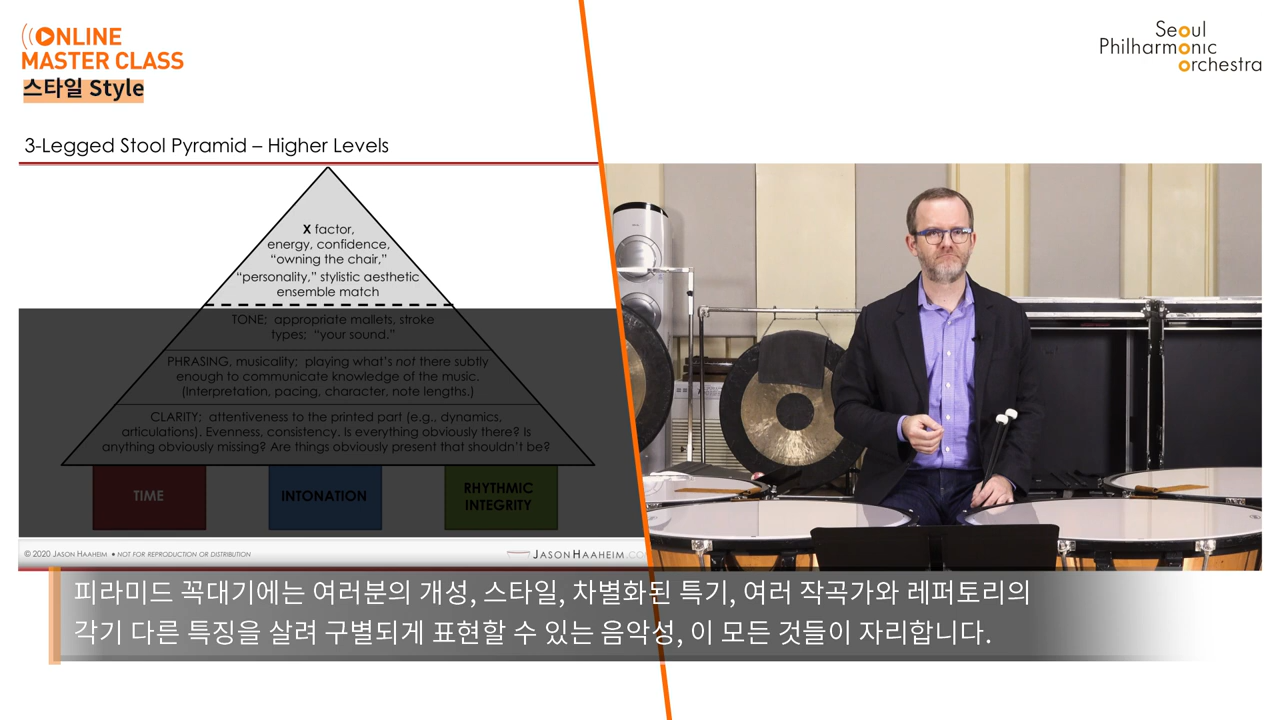 ONLINE
MASTER CLASS
스타일 Style
Seoul
Philharmonic
orchestra
3-Legged Stool Pyramid – Higher Levels
X factor,
energy, confidence,
“owning the chair,”
“personality,” stylistic aesthetic
ensemble match
TONE; appropriate mallets, stroke
types; “your sound.”
PHRASING, musicality; playing what’s not there subtly
enough to communicate knowledge of the music.
(Interpretation, pacing, character, note lengths.)
CLARITY; attentiveness to the printed part (e.g., dynamics,
articulations). Evenness, consistency. Is everything obviously there? Is
anything obviously missing? Are things obviously present that shouldn’t be?
TIME
INTONATION
RHYTHMIC
INTEGRITY
© 2020 JASON HAAHEIM • NOT FOR REPRODUCTION OR DISTRIBUTION
JASONHAAHEIM.CO
피라미드 꼭대기에는 여러분의 개성, 스타일, 차별화된 특기, 여러 작곡가와 레퍼토리의
각기 다른 특징을 살려 구별되게 표현할 수 있는 음악성, 이 모든 것들이 자리합니다.